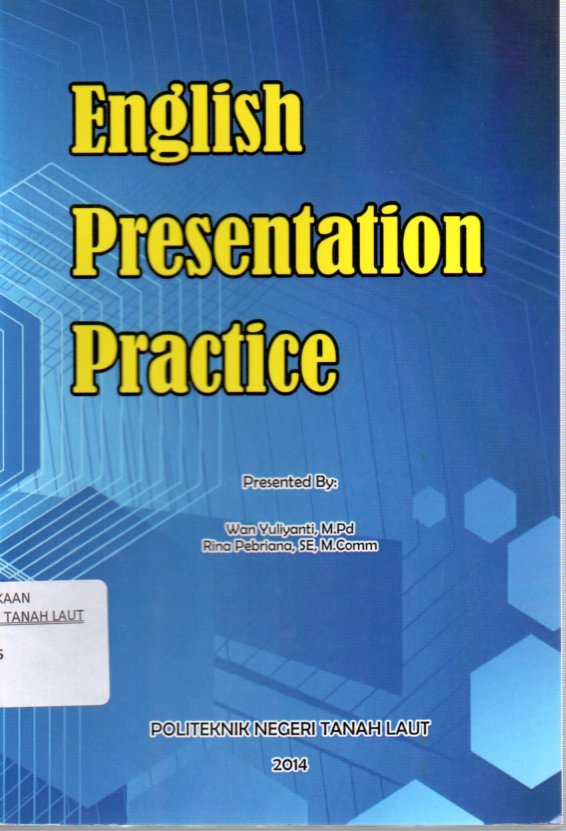 English
Presentation
Practice
Presented By:
Wan Yuliyanti, M.Pd
Rina Pebriana, SE, M.Comm
KAAN
TANAH LAUT
POLITEKNIK NEGERI TANAH LAUT
2014